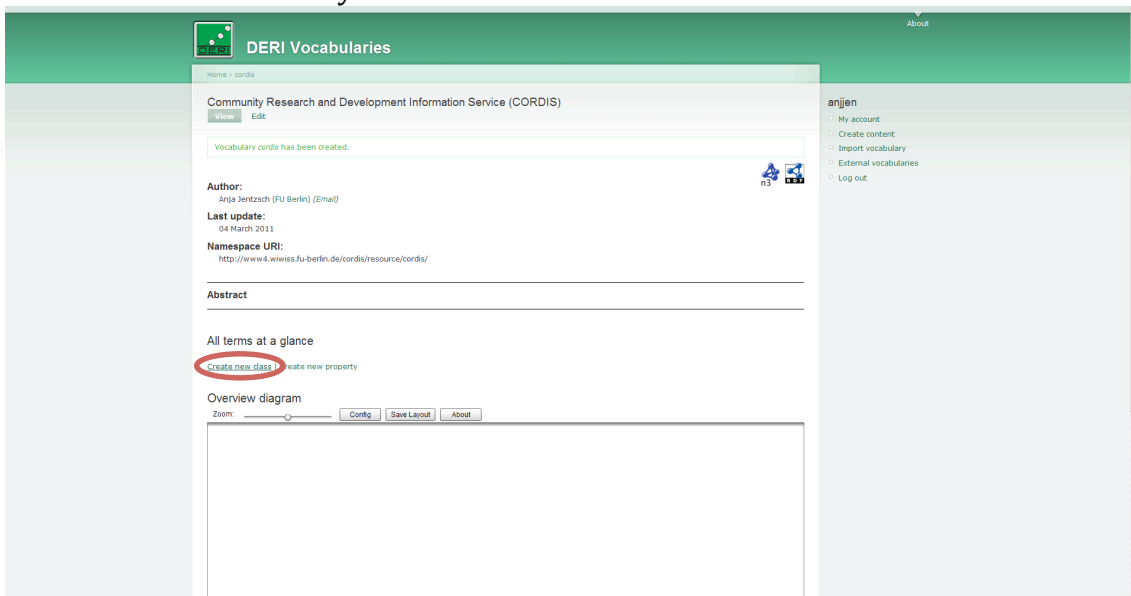 About
DERI
DERI Vocabularies
Home › cordis
Community Research and Development Information Service (CORDIS)
View Edit
Vocabulary cordis has been created.
n3 RDF
Author:
Anja Jentzsch (FU Berlin) (Email)
Last update:
04 March 2011
Namespace URI:
http://www4.wiwiss.fu-berlin.de/cordis/resource/cordis/
Abstract
All terms at a glance
Create new class | Create new property
Overview diagram
Zoom: Config Save Layout About
anjjen
My account
Create content
Import vocabulary
External vocabularies
Log out